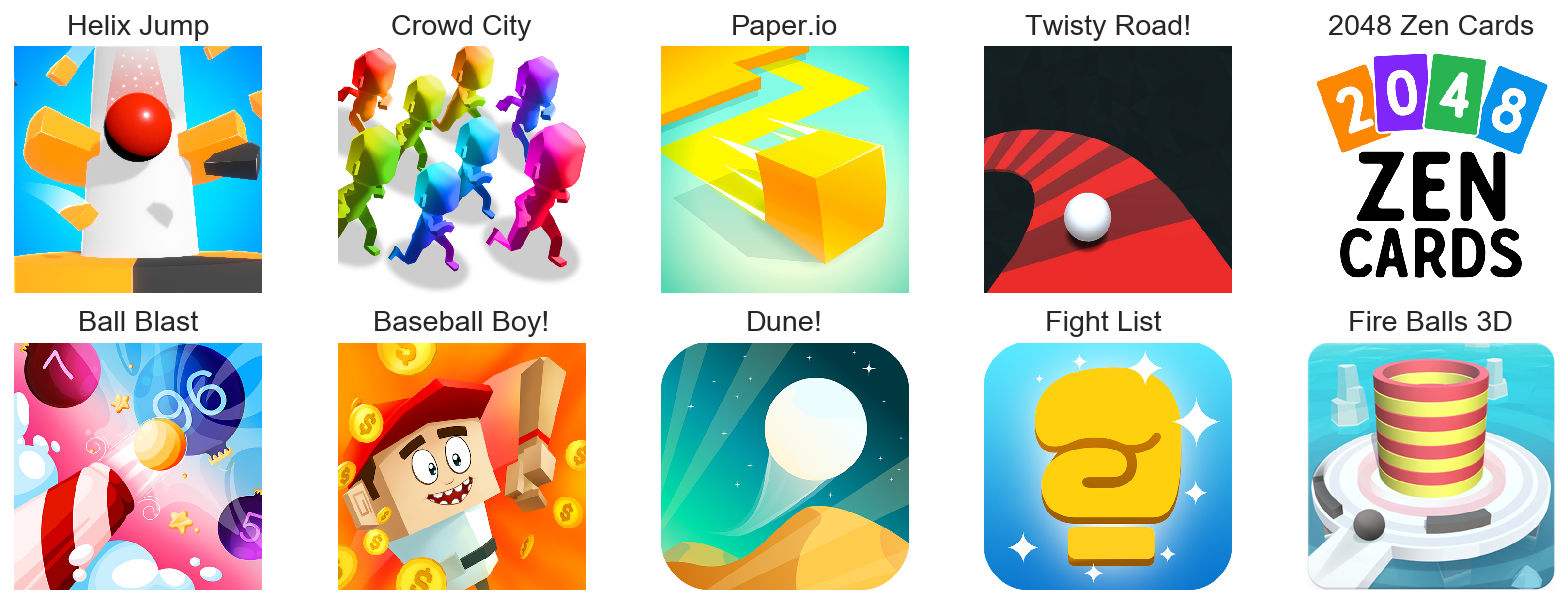 Helix Jump
Crowd City
Paper.io
Twisty Road!
2048 Zen Cards
2048
ZEN
CARDS
Ball Blast
Baseball Boy!
Dune!
Fight List
Fire Balls 3D
7
96
5
$
$
$
$
$
$
$